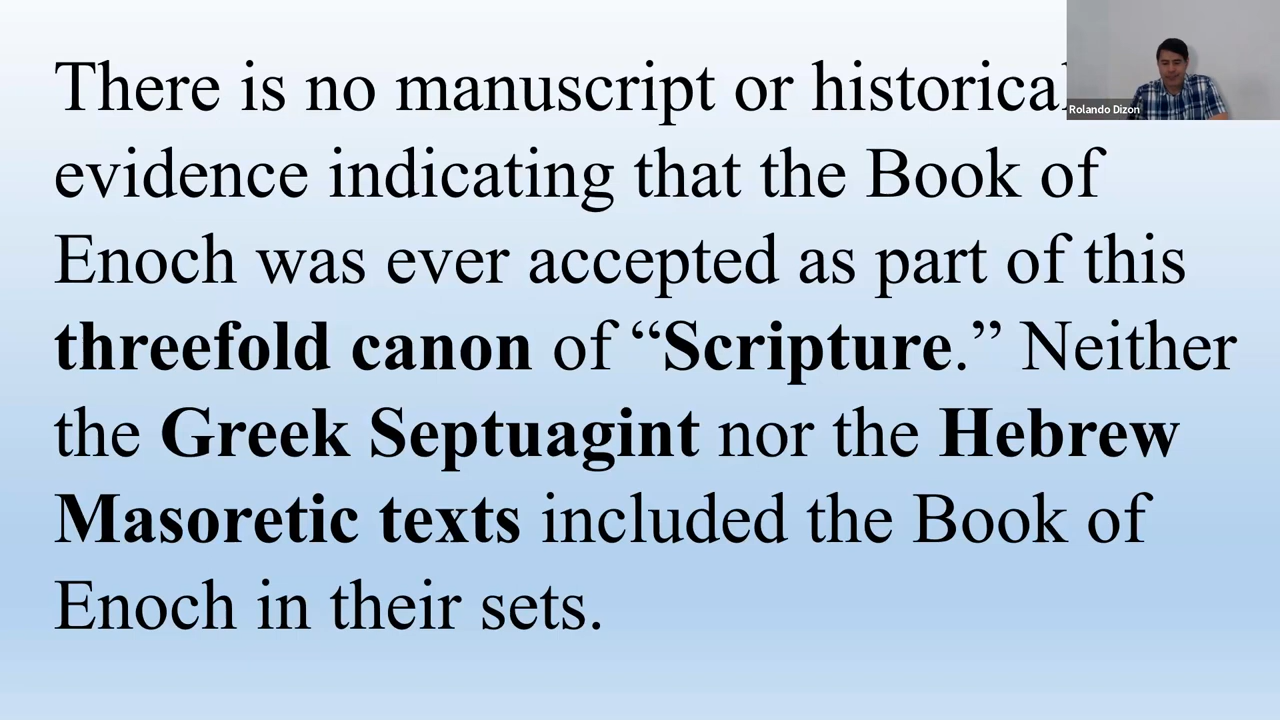 There is no manuscript or historical
evidence indicating that the Book of
Enoch was ever accepted as part of this
threefold canon of “Scripture.” Neither
the Greek Septuagint nor the Hebrew
Masoretic texts included the Book of
Enoch in their sets.
Rolando Dizon